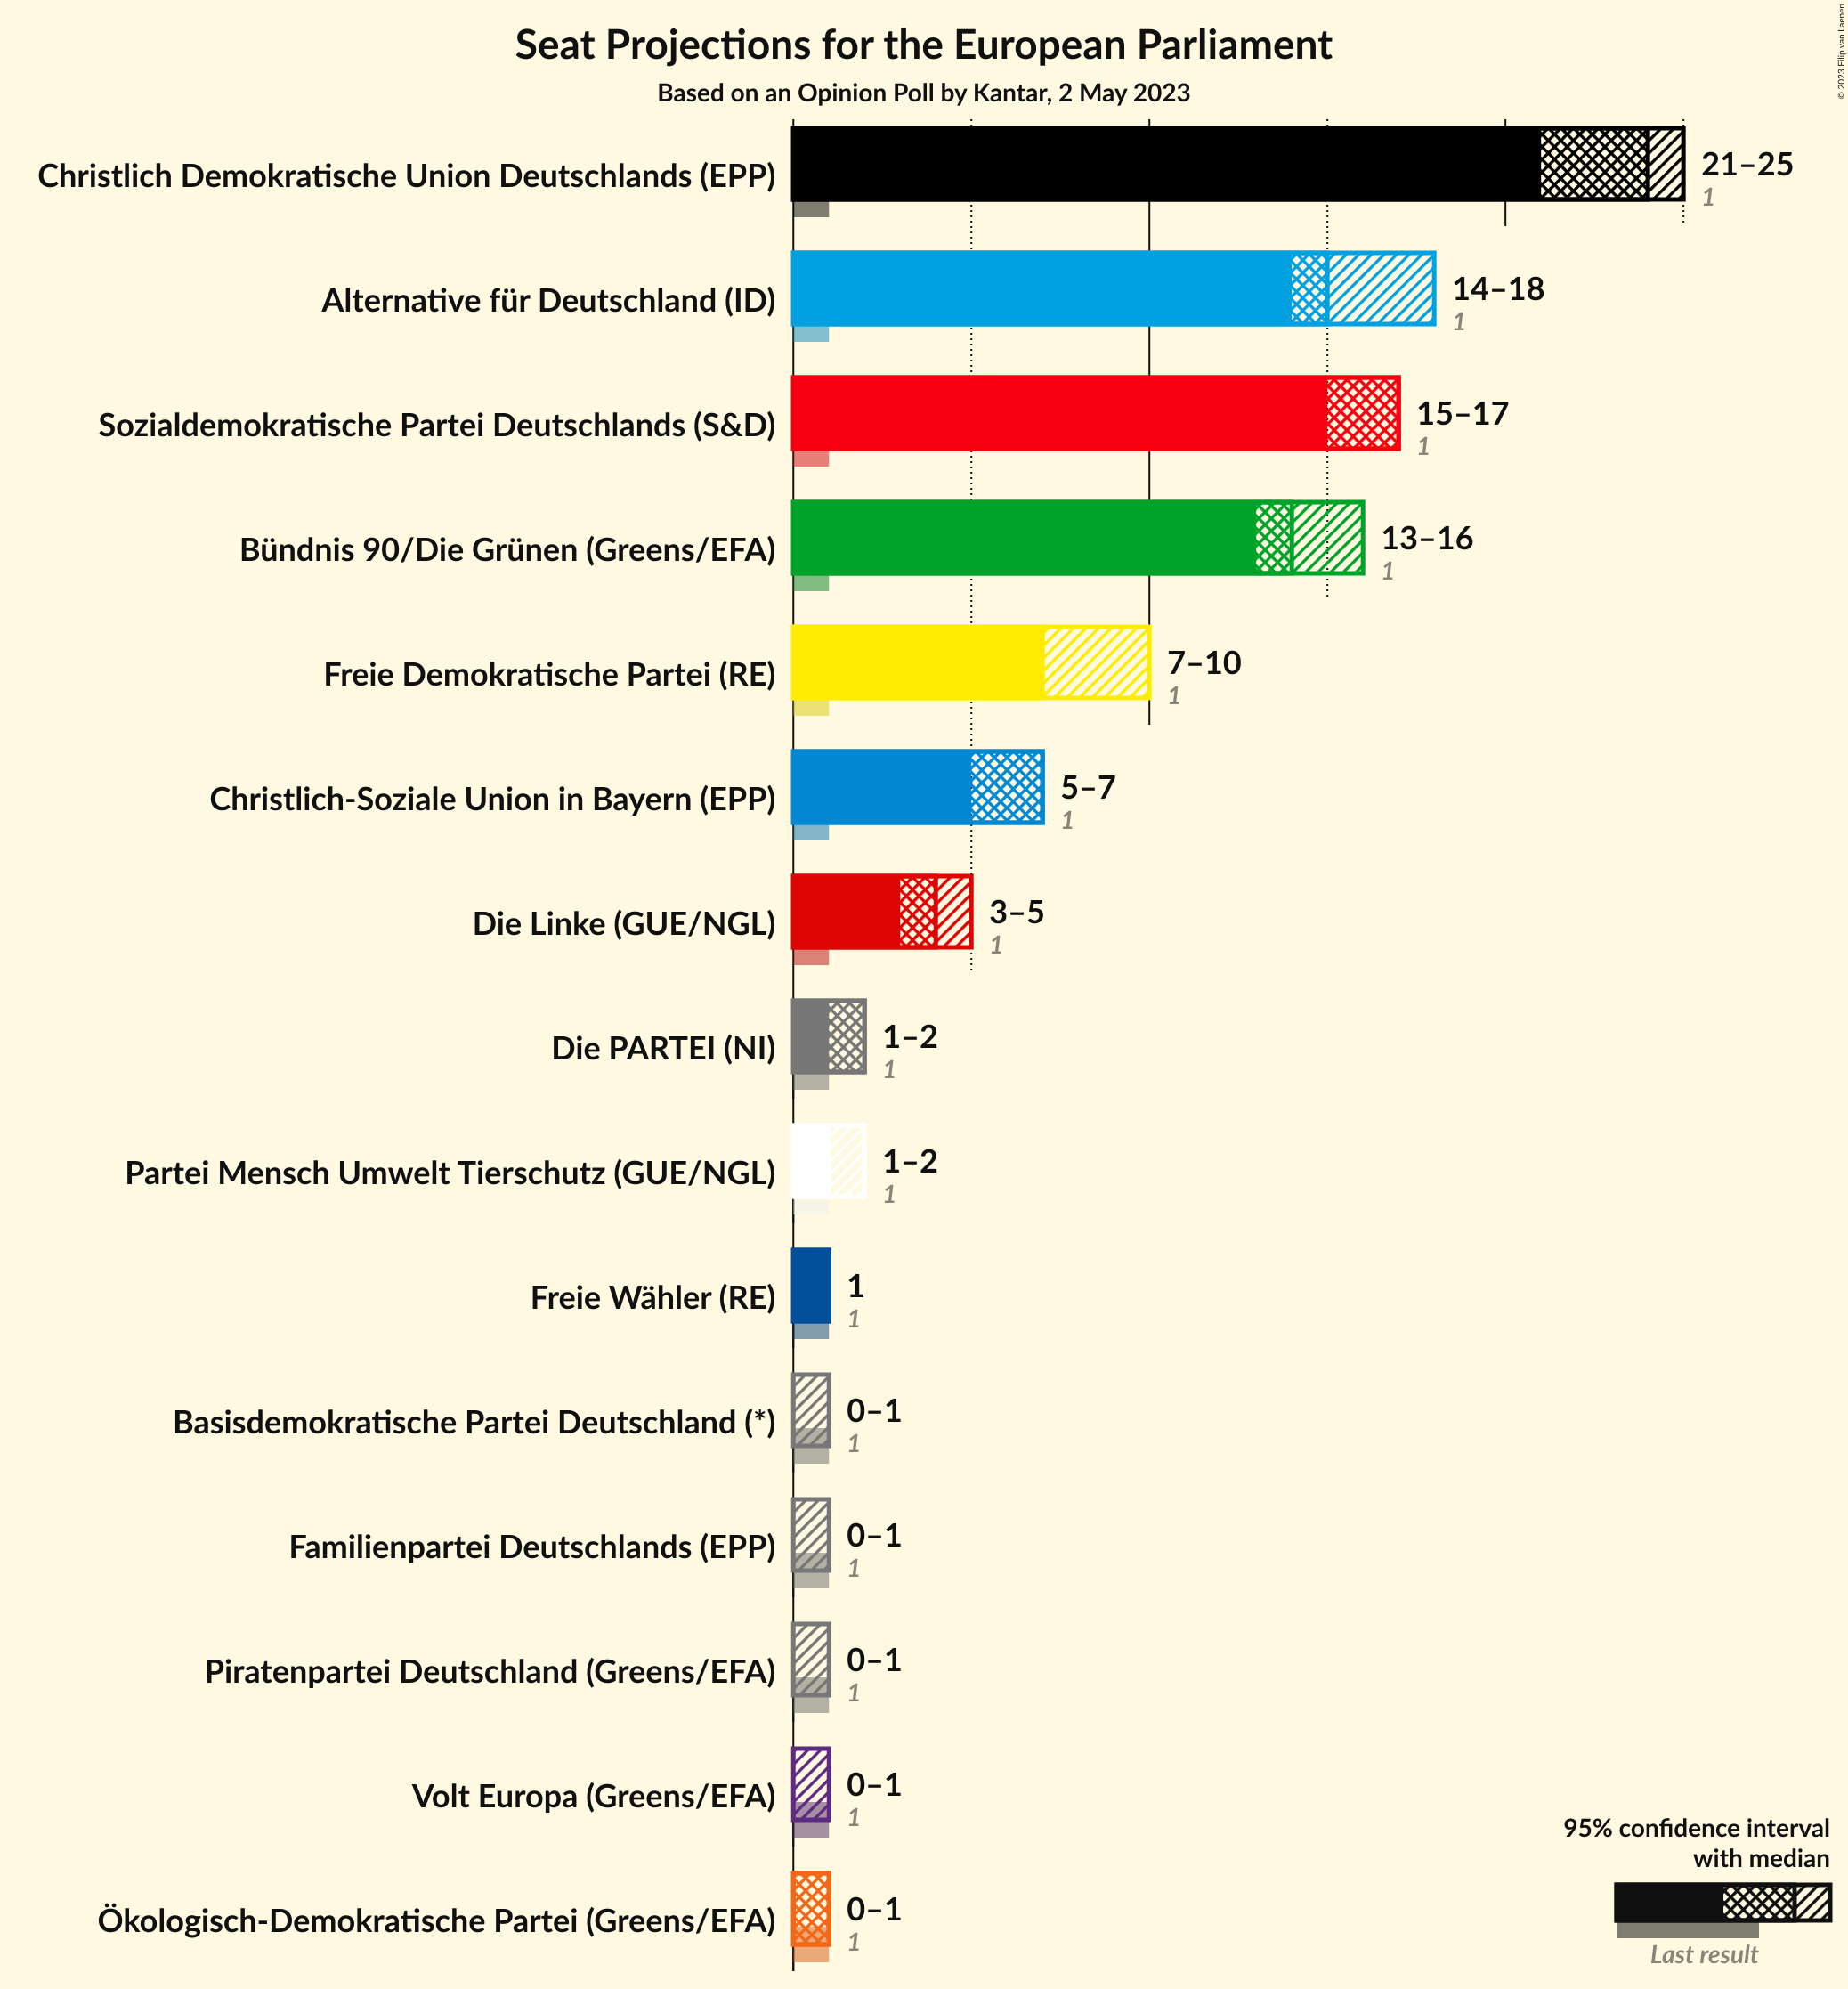 Seat Projections for the European Parliament
Based on an Opinion Poll by Kantar, 2 May 2023
© 2023 Filip van Laenen
Christlich Demokratische Union Deutschlands (EPP)
21–25
1
Alternative für Deutschland (ID)
14–18
1
Sozialdemokratische Partei Deutschlands (S&D)
15–17
1
Bündnis 90/Die Grünen (Greens/EFA)
13–16
1
Freie Demokratische Partei (RE)
7–10
1
Christlich-Soziale Union in Bayern (EPP)
5–7
1
Die Linke (GUE/NGL)
3–5
1
Die PARTEI (NI)
1–2
1
Partei Mensch Umwelt Tierschutz (GUE/NGL)
1–2
1
Freie Wähler (RE)
1
1
Basisdemokratische Partei Deutschland (*)
0–1
1
Familienpartei Deutschlands (EPP)
0–1
1
Piratenpartei Deutschland (Greens/EFA)
0–1
1
Volt Europa (Greens/EFA)
0–1
1
Ökologisch-Demokratische Partei (Greens/EFA)
0–1
1
95% confidence interval
with median
Last result